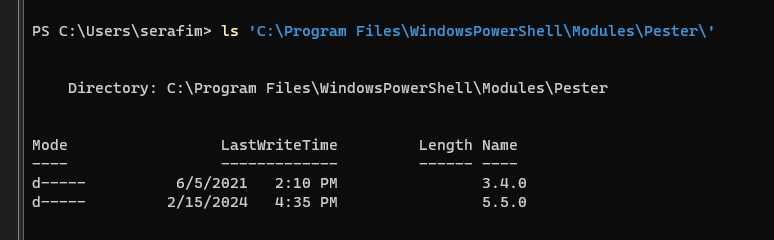 PS C:\Users\serafim> ls 'C:\Program Files\WindowsPowerShell\Modules\Pester\'
Directory: C:\Program Files\WindowsPowerShell\Modules\Pester
Mode LastWriteTime Length Name
---- ------------- ------ ----
d----- 6/5/2021 2:10 PM 3.4.0
d----- 2/15/2024 4:35 PM 5.5.0